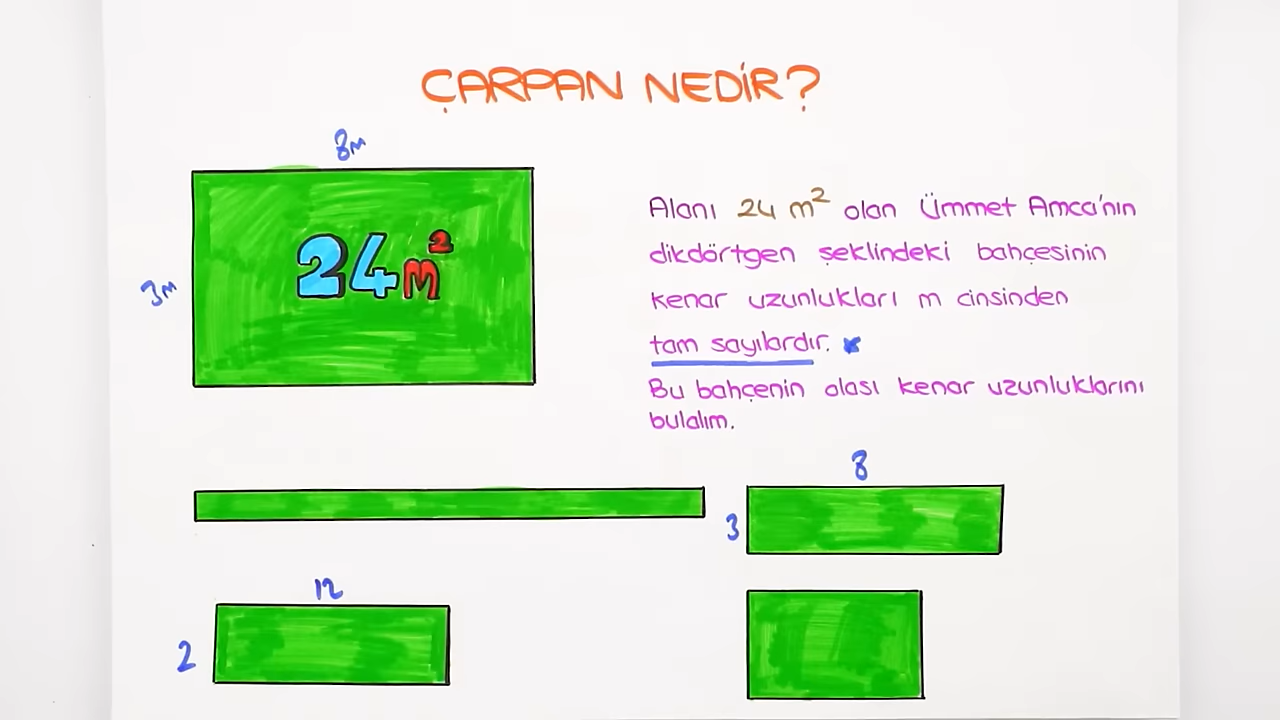 ÇARPAN NEDİR?
8m
3m
24m²
Alanı 24 m² olan Ümmet Amca'nın
dikdörtgen şeklindeki bahçesinin
kenar uzunlukları m cinsinden
tam sayılardır.
Bu bahçenin olası kenar uzunluklarını
bulalım.
8
3
12
2